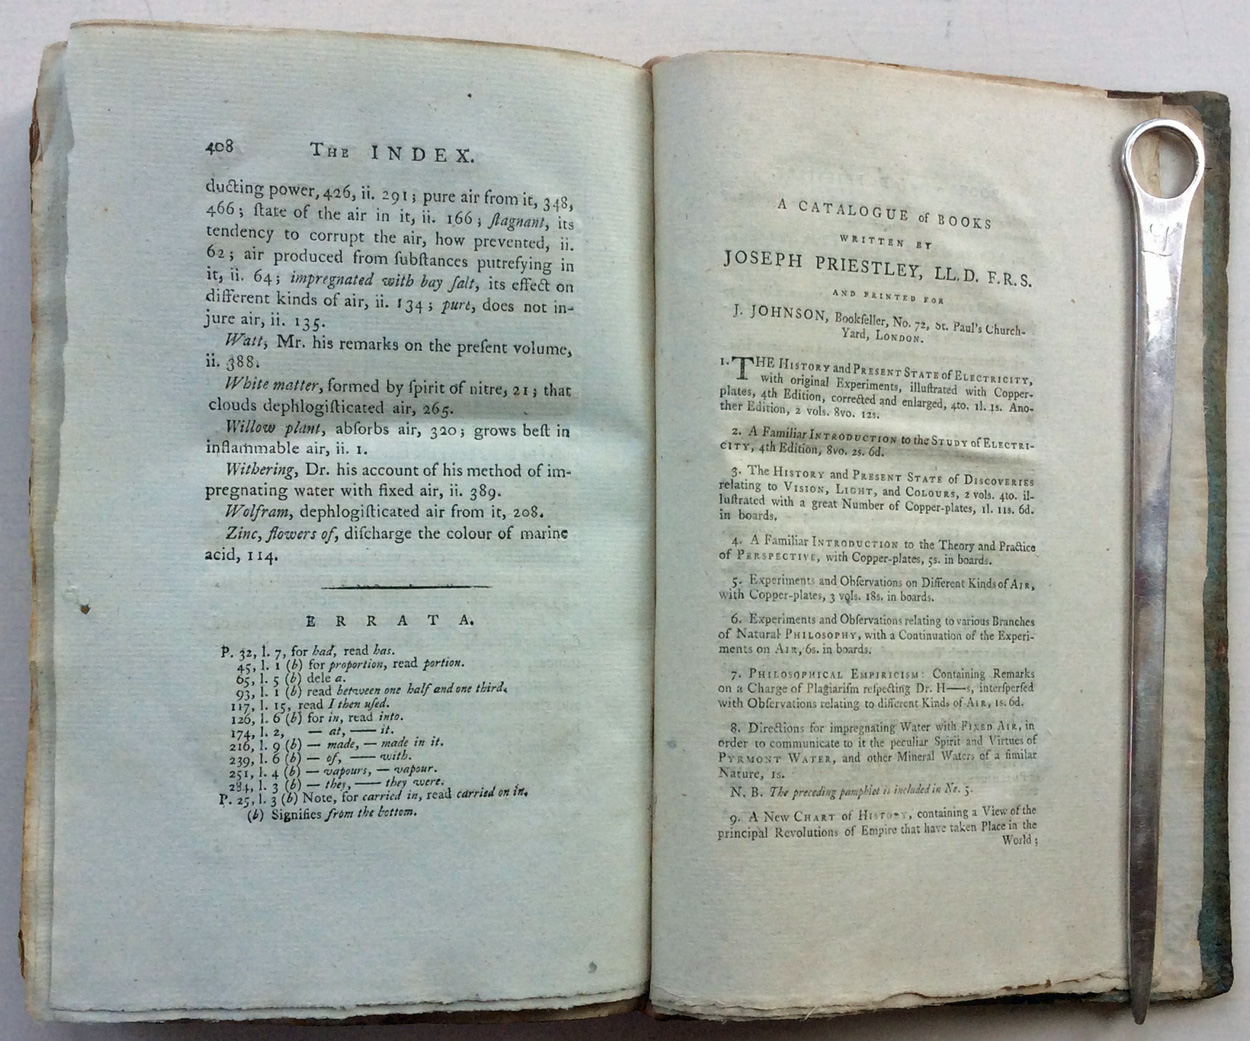 408 The INDEX.
ducting power, 426, ii. 291; pure air from it, 348,
466; ſtate of the air in it, ii. 166; ſtagnant, its
tendency to corrupt the air, how prevented, ii.
62; air produced from ſubſtances putrefying in
it, ii. 64; impregnated with bay ſalt, its effect on
different kinds of air, ii. 134; pure, does not in-
jure air, ii. 135.
Watt, Mr. his remarks on the preſent volume,
ii. 388.
White matter, formed by ſpirit of nitre, 21; that
clouds dephlogiſticated air, 265.
Willow plant, abſorbs air, 320; grows beſt in
inflammable air, ii. 1.
Withering, Dr. his account of his method of im-
pregnating water with fixed air, ii. 389.
Wolfram, dephlogiſticated air from it, 208.
Zinc, flowers of, diſcharge the colour of marine
acid, 114.
ERRATA.
P. 32, l. 7, for had, read has.
45, l. 1 (b) for proportion, read portion.
65, l. 5 (b) dele a.
93, l. 1 (b) read between one half and one third.
117, l. 15, read I then uſed.
126, l. 6 (b) for in, read into.
174, l. 2, — at, — it.
216, l. 9 (b) — made, — made in it.
239, l. 6 (b) — of, — with.
251, l. 4 (b) — vapours, — vapour.
284, l. 3 (b) — they, — they were.
P. 25, l. 3 (b) Note, for carried in, read carried on in.
(b) Signifies from the bottom.
A CATALOGUE of BOOKS
WRITTEN BY
JOSEPH PRIESTLEY, LL.D. F.R.S.
AND PRINTED FOR
J. JOHNSON, Bookſeller, No. 72, St. Paul's Church-
Yard, LONDON.
1. THE HISTORY and PRESENT STATE of ELECTRICITY,
with original Experiments, illuſtrated with Copper-
plates, 4th Edition, corrected and enlarged, 4to. 1l. 1s. Ano-
ther Edition, 2 vols. 8vo. 12s.
2. A Familiar INTRODUCTION to the STUDY of ELECTRI-
CITY, 4th Edition, 8vo. 2s. 6d.
3. The HISTORY and PRESENT STATE of DISCOVERIES
relating to VISION, LIGHT, and COLOURS, 2 vols. 4to. il-
luſtrated with a great Number of Copper-plates, 1l. 11s. 6d.
in boards.
4. A Familiar INTRODUCTION to the Theory and Practice
of PERSPECTIVE, with Copper-plates, 5s. in boards.
5. Experiments and Obſervations on Different Kinds of AIR,
with Copper-plates, 3 vols. 18s. in boards.
6. Experiments and Obſervations relating to various Branches
of Natural PHILOSOPHY, with a Continuation of the Experi-
ments on AIR, 6s. in boards.
7. PHILOSOPHICAL EMPIRICISM: Containing Remarks
on a Charge of Plagiariſm reſpecting Dr. H——s, interſperſed
with Obſervations relating to different Kinds of AIR, 1s. 6d.
8. Directions for impregnating Water with FIXED AIR, in
order to communicate to it the peculiar Spirit and Virtues of
PYRMONT WATER, and other Mineral Waters of a ſimilar
Nature, 1s.
N. B. The preceding pamphlet is included in No. 5.
9. A NEW CHART of HISTORY, containing a View of the
principal Revolutions of Empire that have taken Place in the
World;